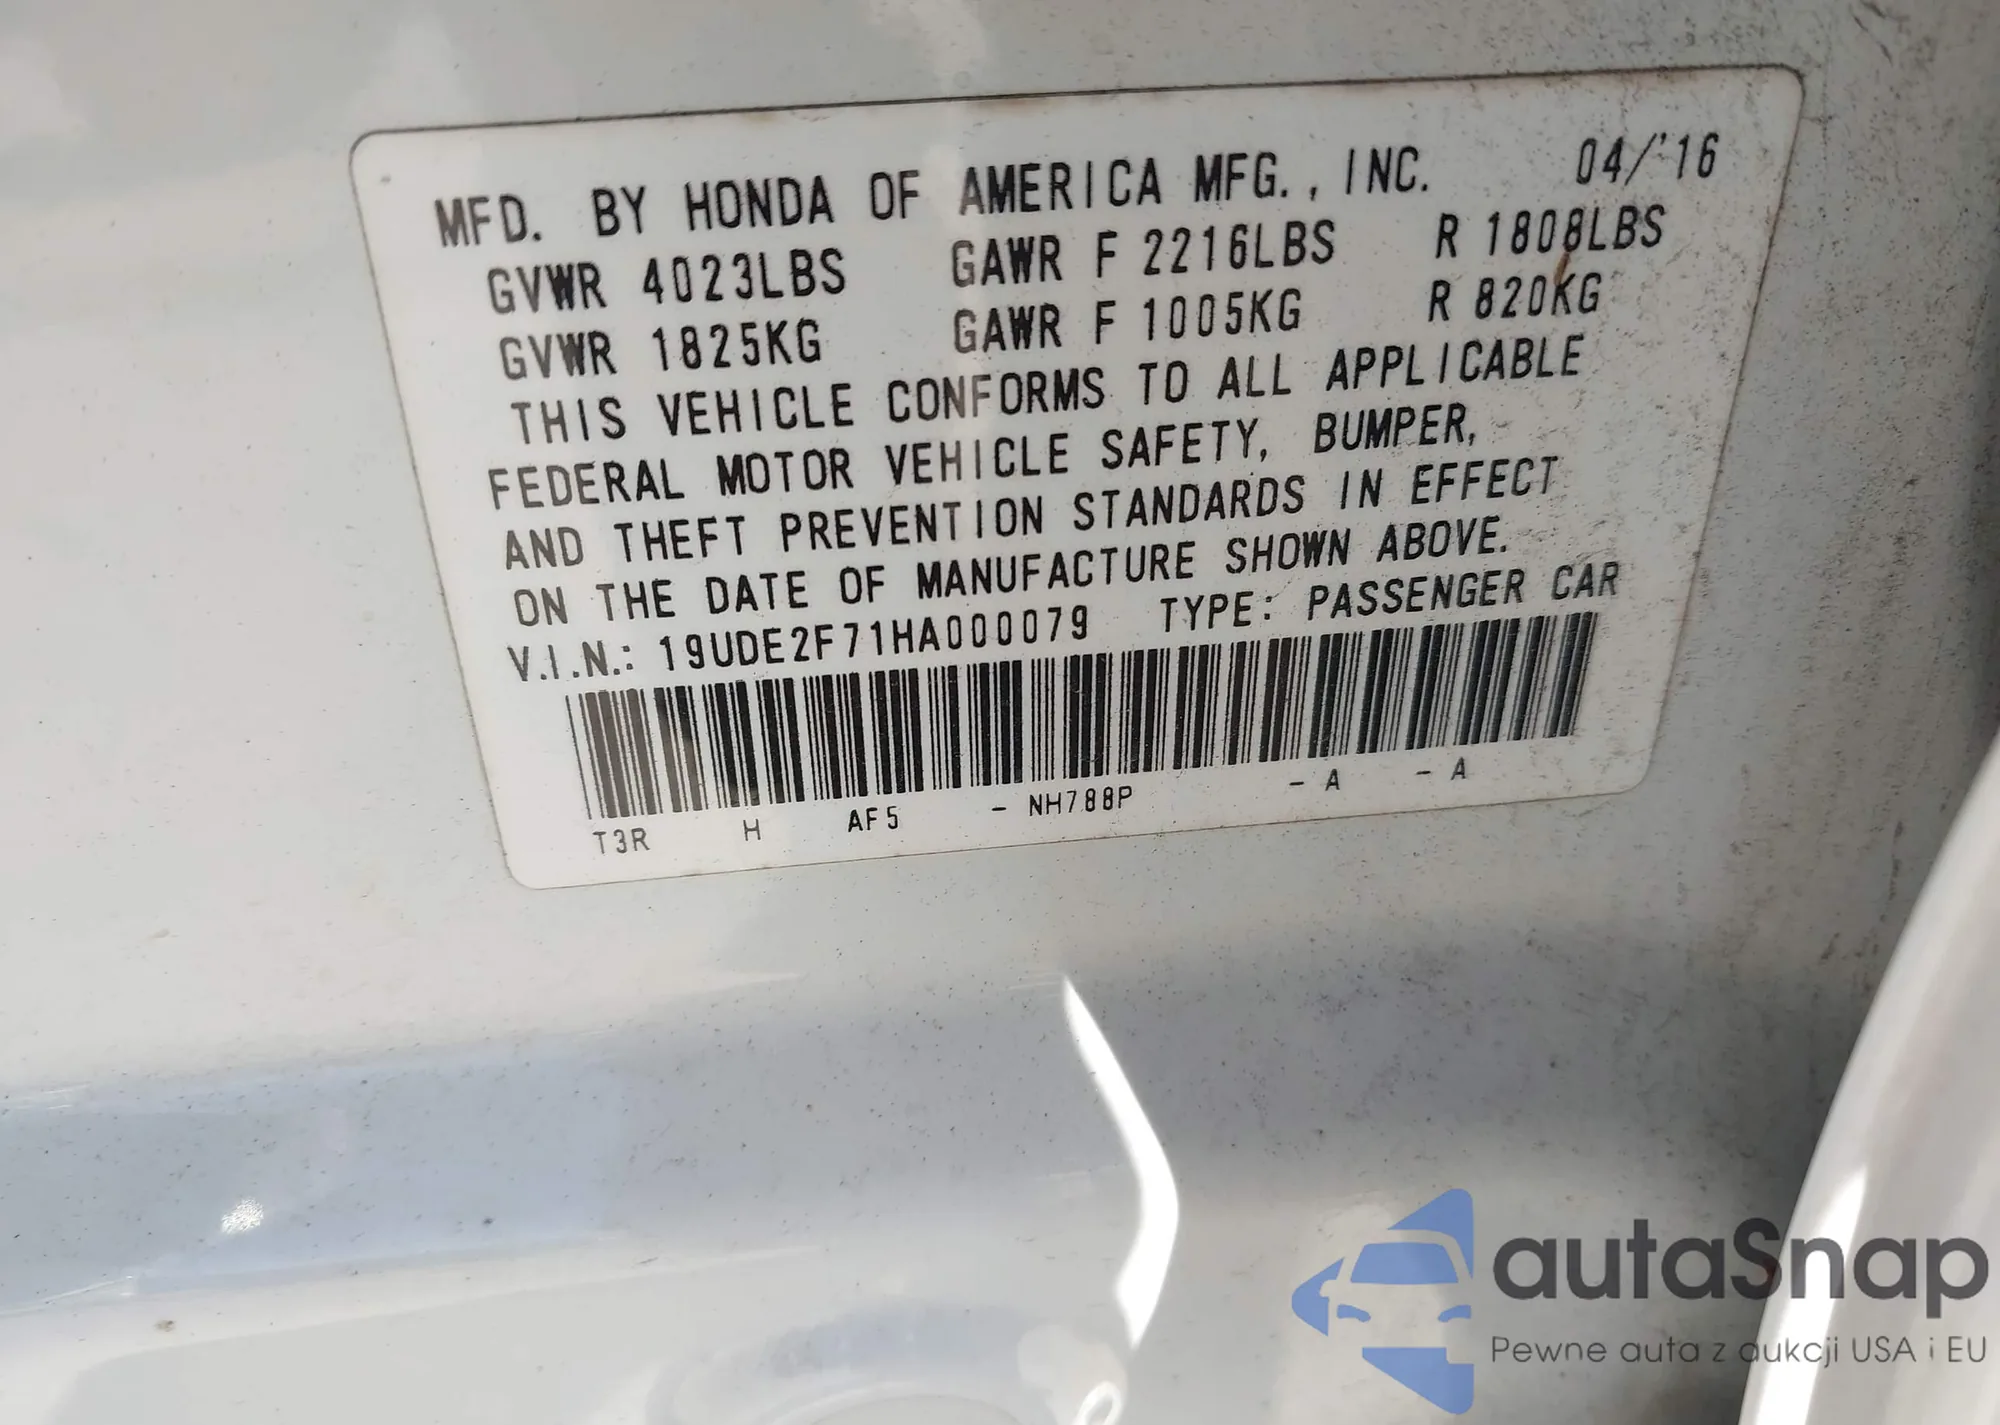 MFD. BY HONDA OF AMERICA MFG., INC. 04/'16
GVWR 4023LBS GAWR F 2216LBS R 1808LBS
GVWR 1825KG GAWR F 1005KG R 820KG
THIS VEHICLE CONFORMS TO ALL APPLICABLE
FEDERAL MOTOR VEHICLE SAFETY, BUMPER,
AND THEFT PREVENTION STANDARDS IN EFFECT
ON THE DATE OF MANUFACTURE SHOWN ABOVE.
V.I.N.: 19UDE2F71HA000079 TYPE: PASSENGER CAR
T3R H AF5 - NH788P - A - A
autaSnap
Pewne auta z aukcji USA i EU